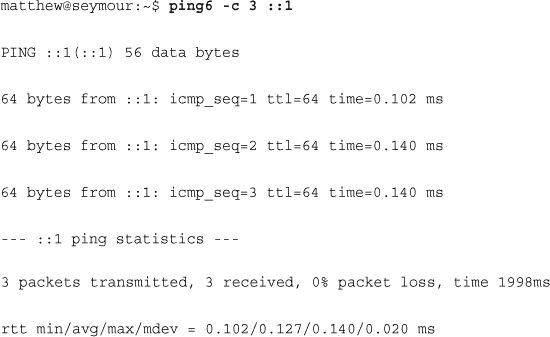 matthew@seymour:~$ ping6 -c 3 ::1
PING ::1(::1) 56 data bytes
64 bytes from ::1: icmp_seq=1 ttl=64 time=0.102 ms
64 bytes from ::1: icmp_seq=2 ttl=64 time=0.140 ms
64 bytes from ::1: icmp_seq=3 ttl=64 time=0.140 ms
--- ::1 ping statistics ---
3 packets transmitted, 3 received, 0% packet loss, time 1998ms
rtt min/avg/max/mdev = 0.102/0.127/0.140/0.020 ms